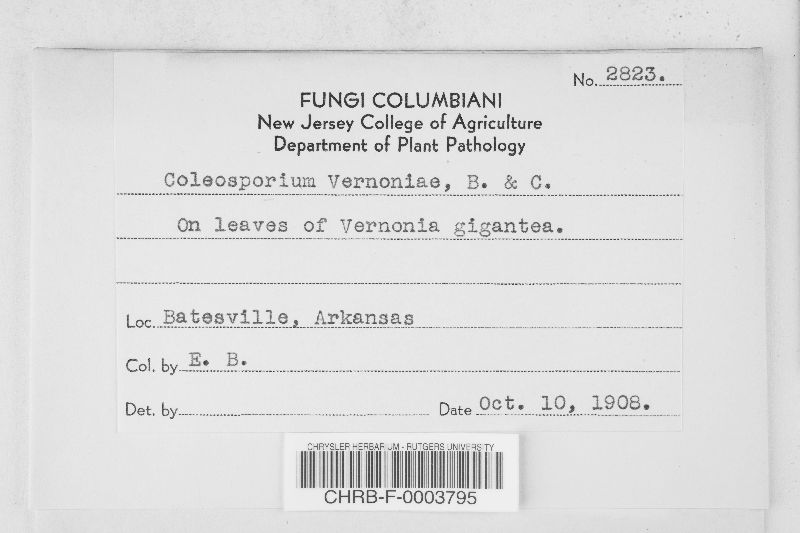 No. 2823.
FUNGI COLUMBIANI
New Jersey College of Agriculture
Department of Plant Pathology
Coleosporium Vernoniae, B. & C.
On leaves of Vernonia gigantea.
Loc. Batesville, Arkansas
Col. by E. B.
Det. by
Date Oct. 10, 1908.
CHRYSLER HERBARIUM - RUTGERS UNIVERSITY
CHRB-F-0003795